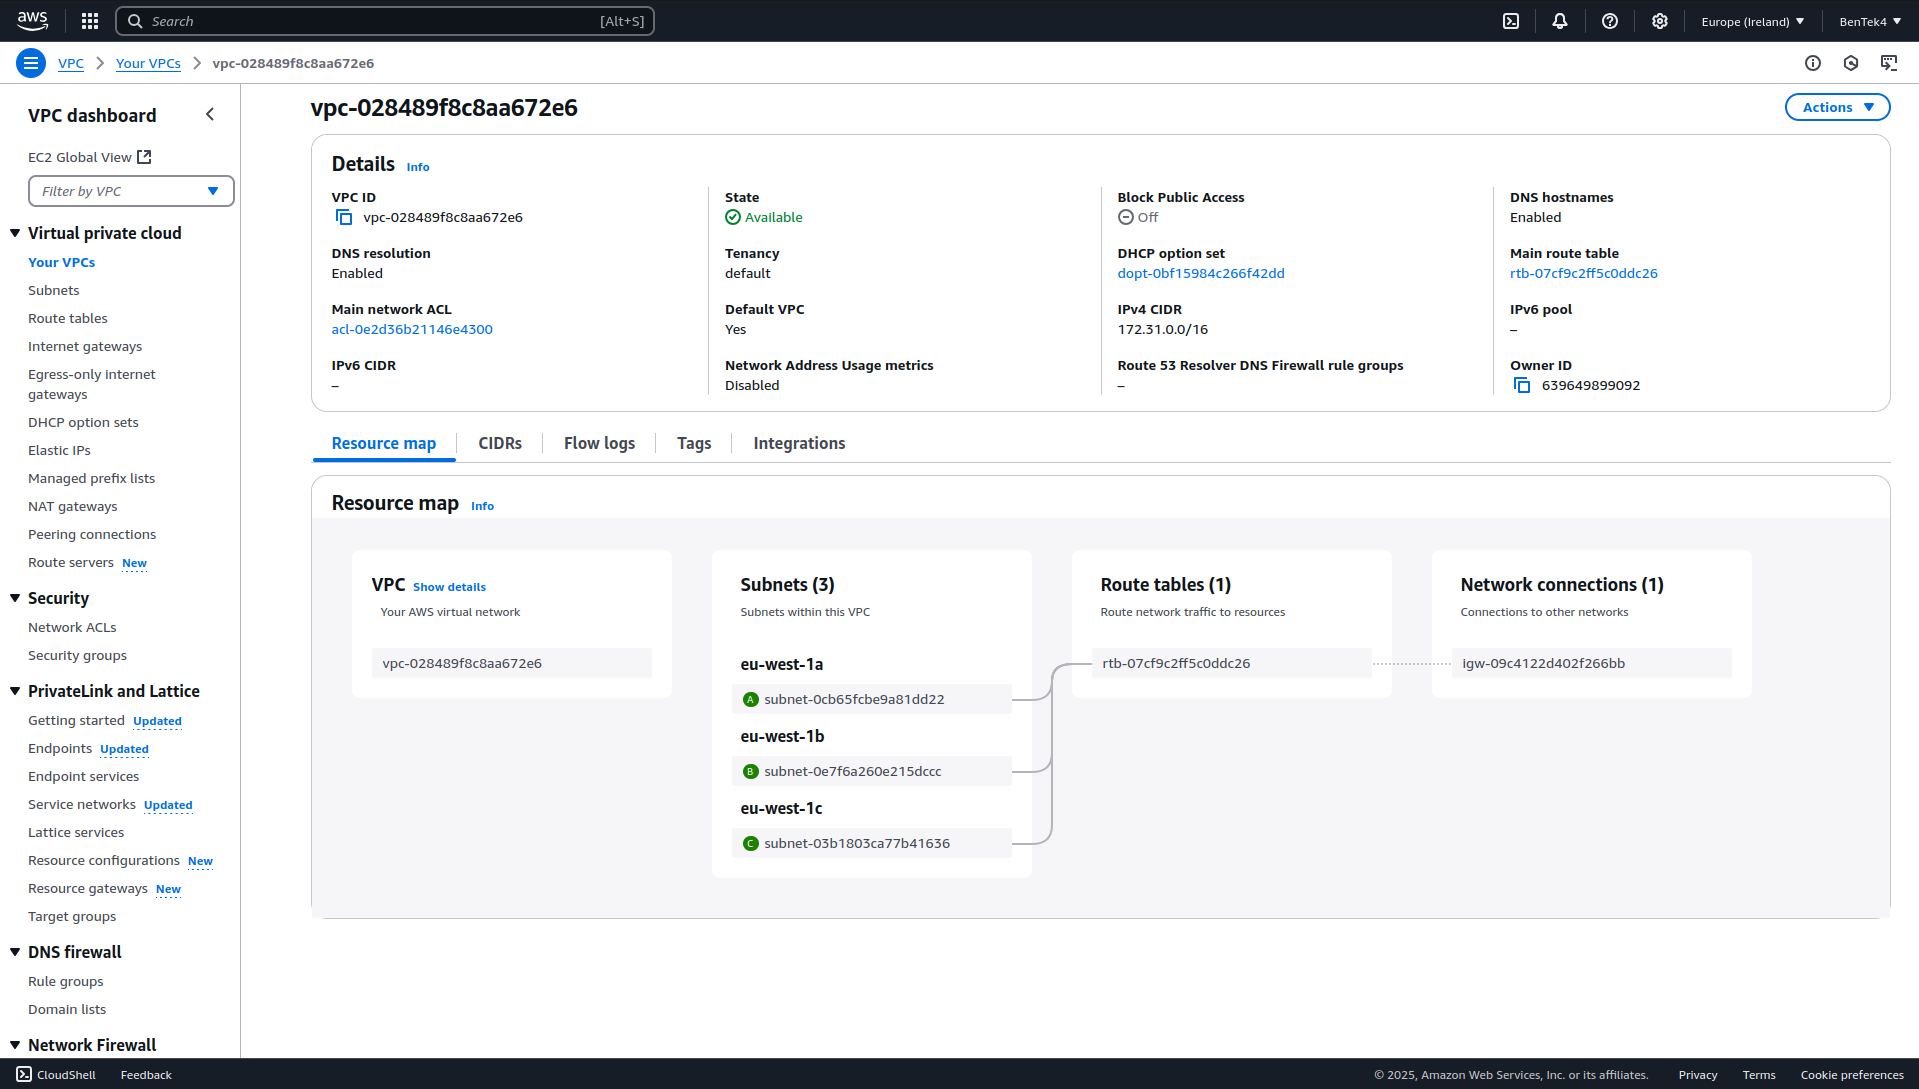 aws
Search [Alt+S]
Europe (Ireland)
BenTek4
VPC
Your VPCs
vpc-028489f8c8aa672e6
VPC dashboard
EC2 Global View
Filter by VPC
Virtual private cloud
Your VPCs
Subnets
Route tables
Internet gateways
Egress-only internet
gateways
DHCP option sets
Elastic IPs
Managed prefix lists
NAT gateways
Peering connections
Route servers New
Security
Network ACLs
Security groups
PrivateLink and Lattice
Getting started Updated
Endpoints Updated
Endpoint services
Service networks Updated
Lattice services
Resource configurations New
Resource gateways New
Target groups
DNS firewall
Rule groups
Domain lists
Network Firewall
vpc-028489f8c8aa672e6
Actions
Details Info
VPC ID
vpc-028489f8c8aa672e6
State
Available
Block Public Access
Off
DNS hostnames
Enabled
DNS resolution
Enabled
Tenancy
default
DHCP option set
dopt-0bf15984c266f42dd
Main route table
rtb-07cf9c2ff5c0ddc26
Main network ACL
acl-0e2d36b21146e4300
Default VPC
Yes
IPv4 CIDR
172.31.0.0/16
IPv6 pool
–
IPv6 CIDR
–
Network Address Usage metrics
Disabled
Route 53 Resolver DNS Firewall rule groups
–
Owner ID
639649899092
Resource map
CIDRs
Flow logs
Tags
Integrations
Resource map Info
VPC Show details
Your AWS virtual network
vpc-028489f8c8aa672e6
Subnets (3)
Subnets within this VPC
eu-west-1a
A subnet-0cb65fcbe9a81dd22
eu-west-1b
B subnet-0e7f6a260e215dccc
eu-west-1c
C subnet-03b1803ca77b41636
Route tables (1)
Route network traffic to resources
rtb-07cf9c2ff5c0ddc26
Network connections (1)
Connections to other networks
igw-09c4122d402f266bb
CloudShell
Feedback
© 2025, Amazon Web Services, Inc. or its affiliates.
Privacy
Terms
Cookie preferences